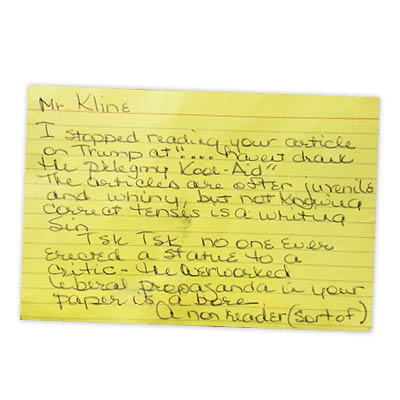 Mr. Kline
I stopped reading your article
on Trump at "....haven't drank
the phlegmy Kool-Aid"
The articles are often juvenile
and whiny, but not knowing
correct tenses is a writing
sin.
Tsk Tsk no one ever
erected a statue to a
critic - the overworked
liberal propaganda in your
paper is a bore.
A non reader (sort of)